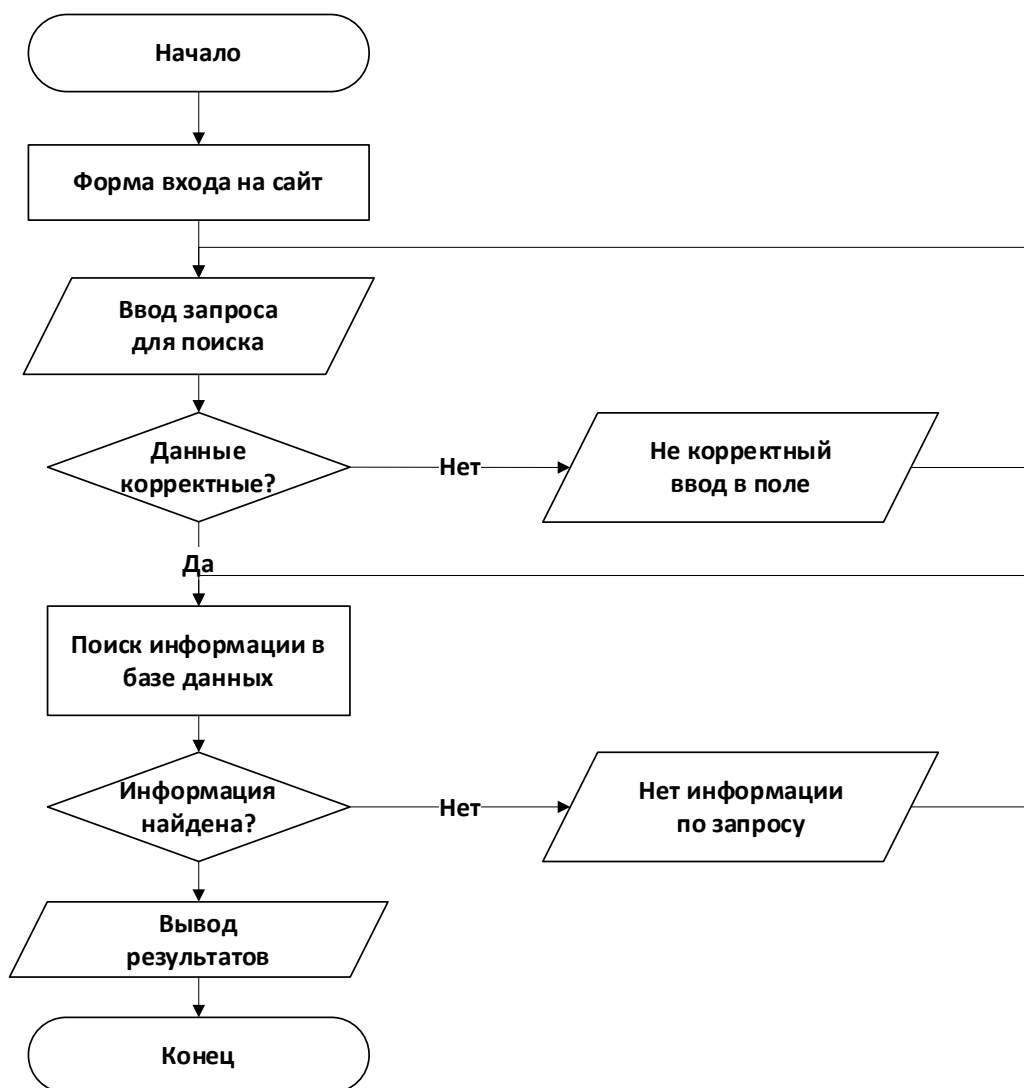 Начало
Форма входа на сайт
Ввод запроса
для поиска
Данные
корректные?
Нет
Не корректный
ввод в поле
Да
Поиск информации в
базе данных
Информация
найдена?
Нет
Нет информации
по запросу
Вывод
результатов
Конец